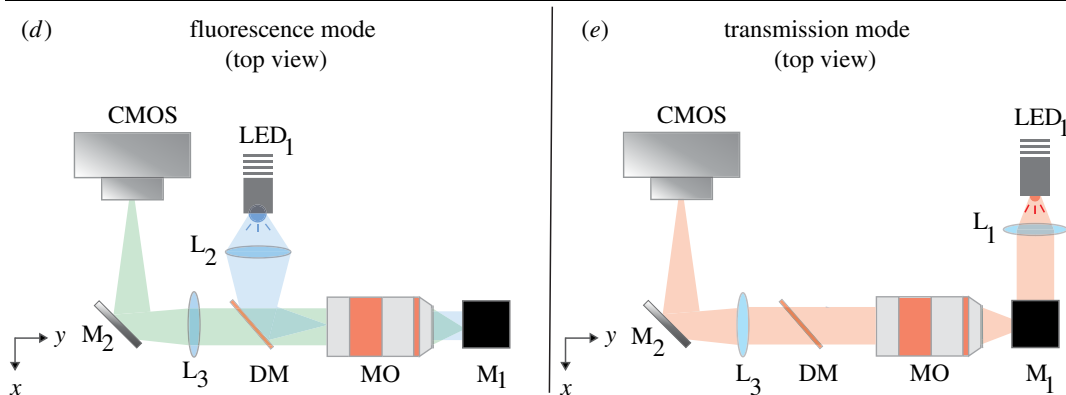 (d) fluorescence mode
(top view)
CMOS
LED1
L2
M2
L3
DM
MO
M1
y
x
(e) transmission mode
(top view)
CMOS
LED1
L1
M2
L3
DM
MO
M1
y
x